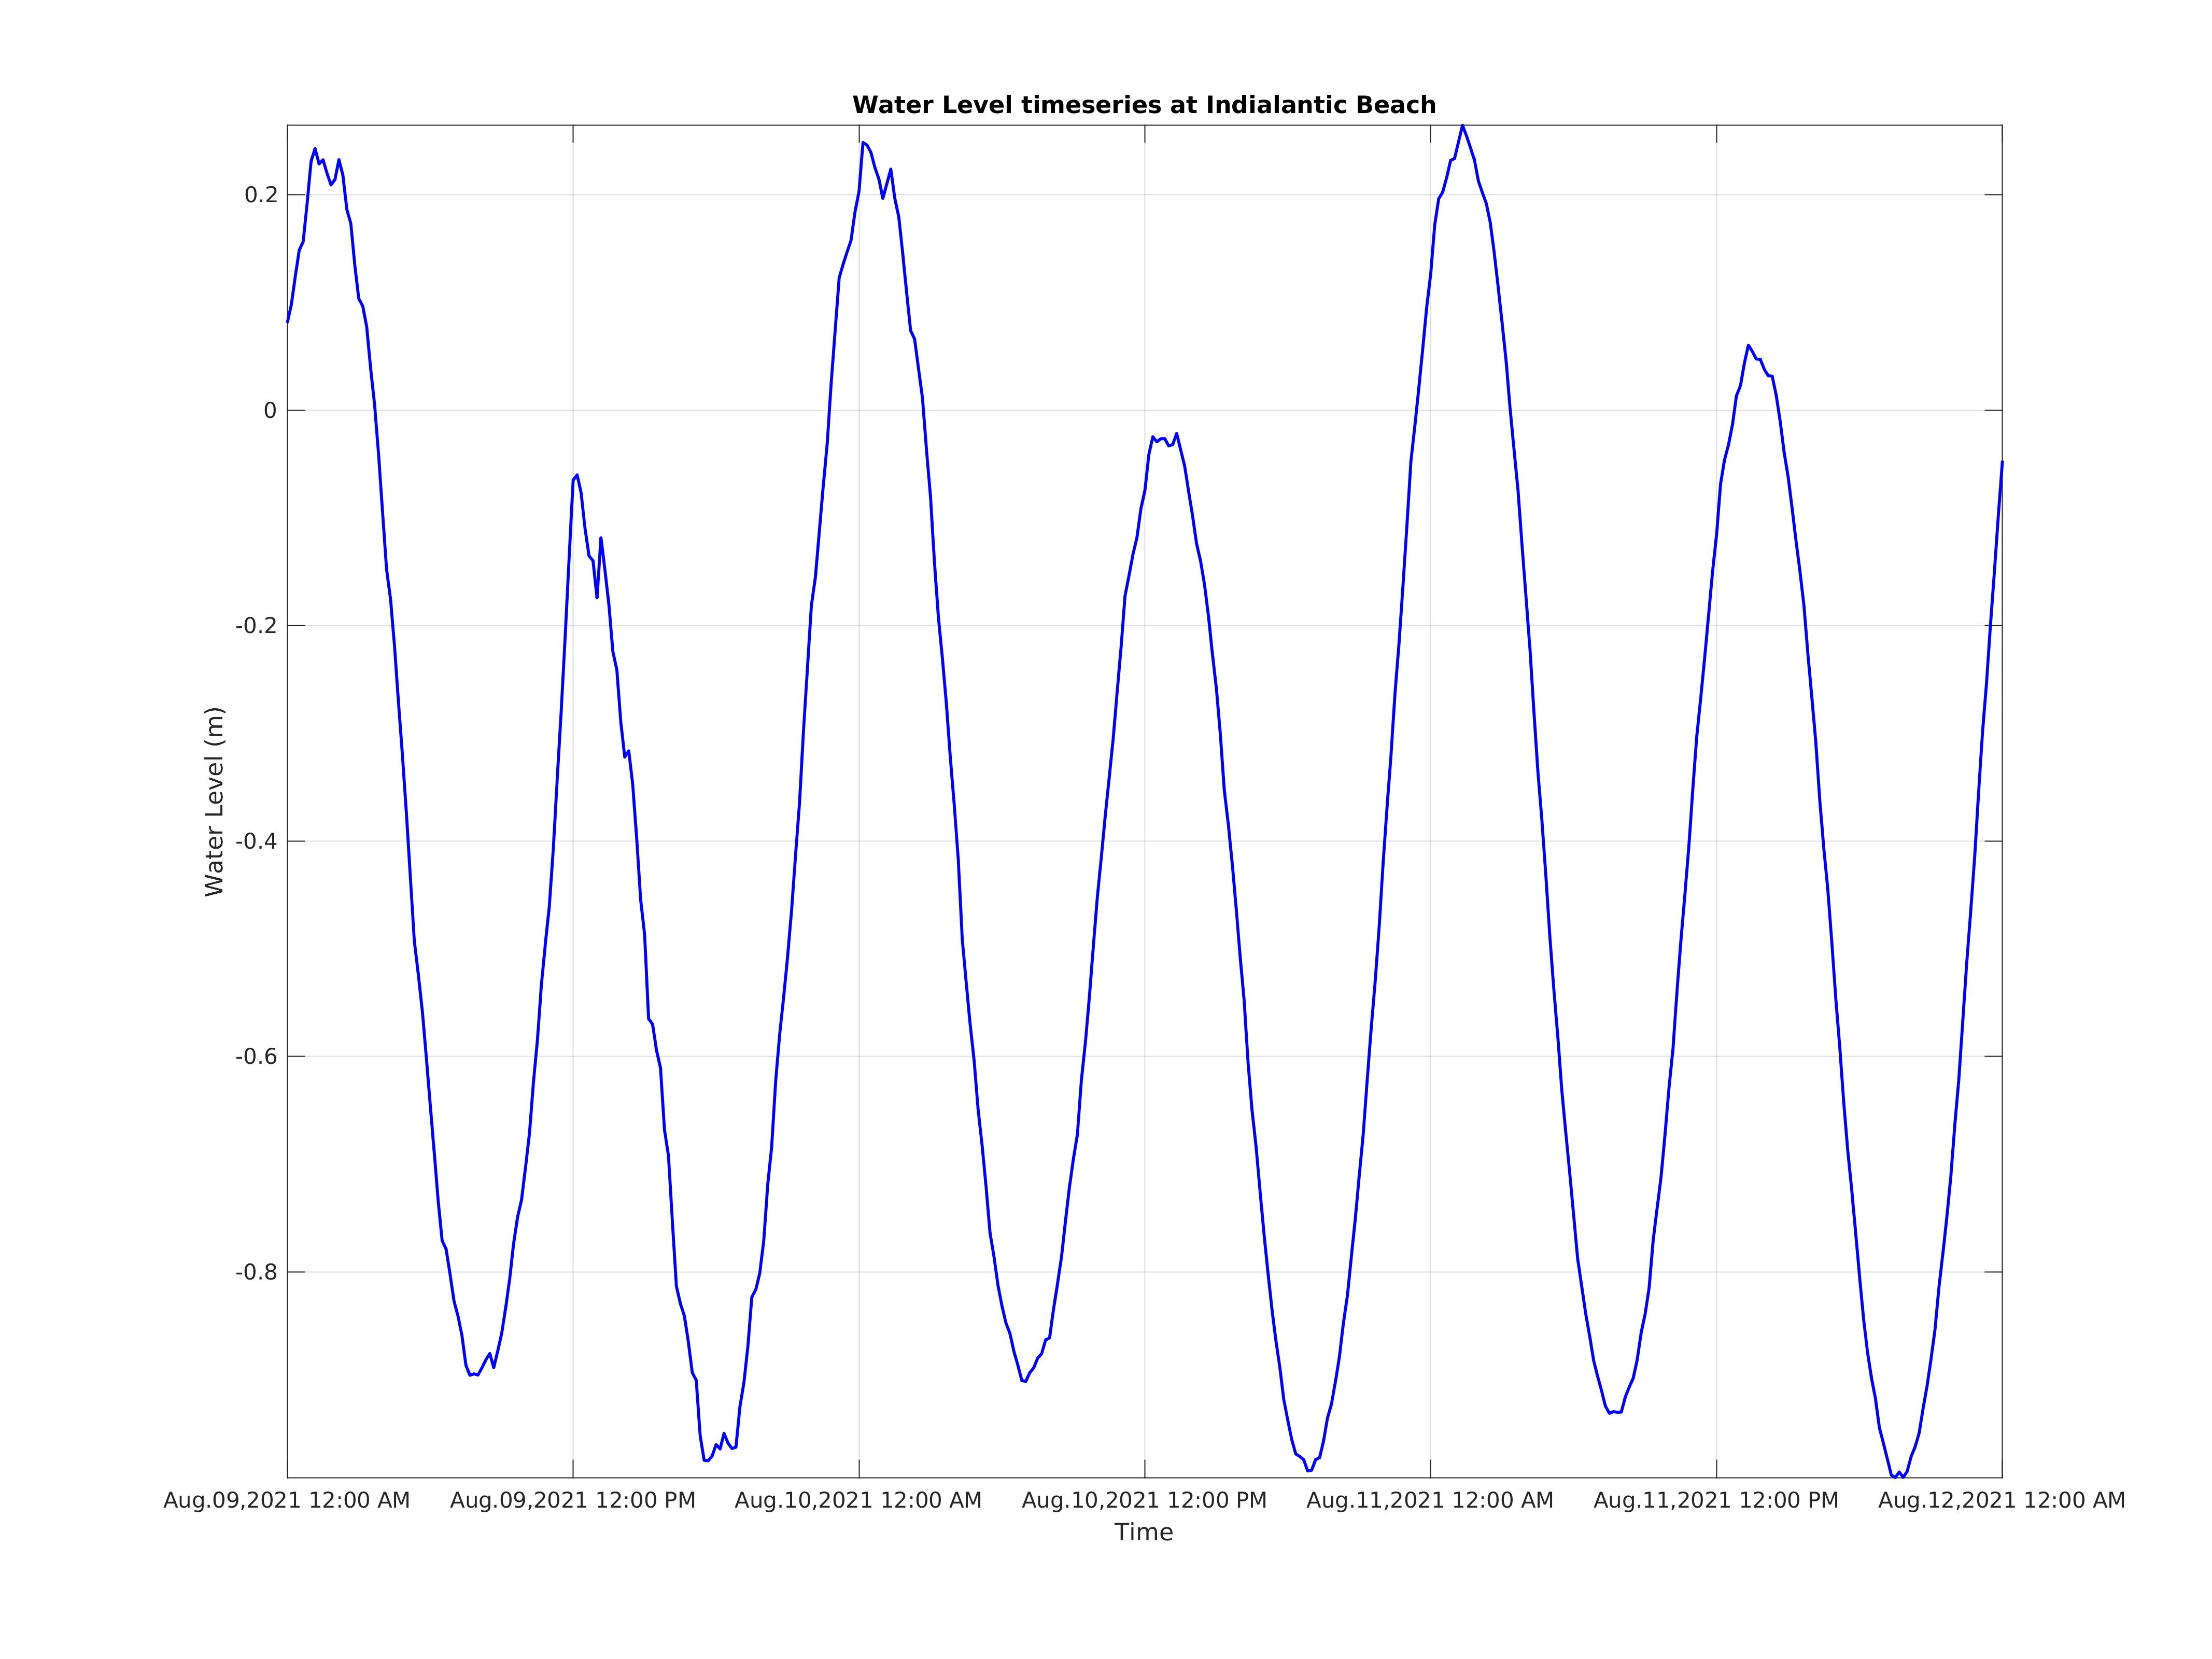 Water Level timeseries at Indialantic Beach
0.2
0
-0.2
-0.4
-0.6
-0.8
Water Level (m)
Aug.09,2021 12:00 AM
Aug.09,2021 12:00 PM
Aug.10,2021 12:00 AM
Aug.10,2021 12:00 PM
Aug.11,2021 12:00 AM
Aug.11,2021 12:00 PM
Aug.12,2021 12:00 AM
Time